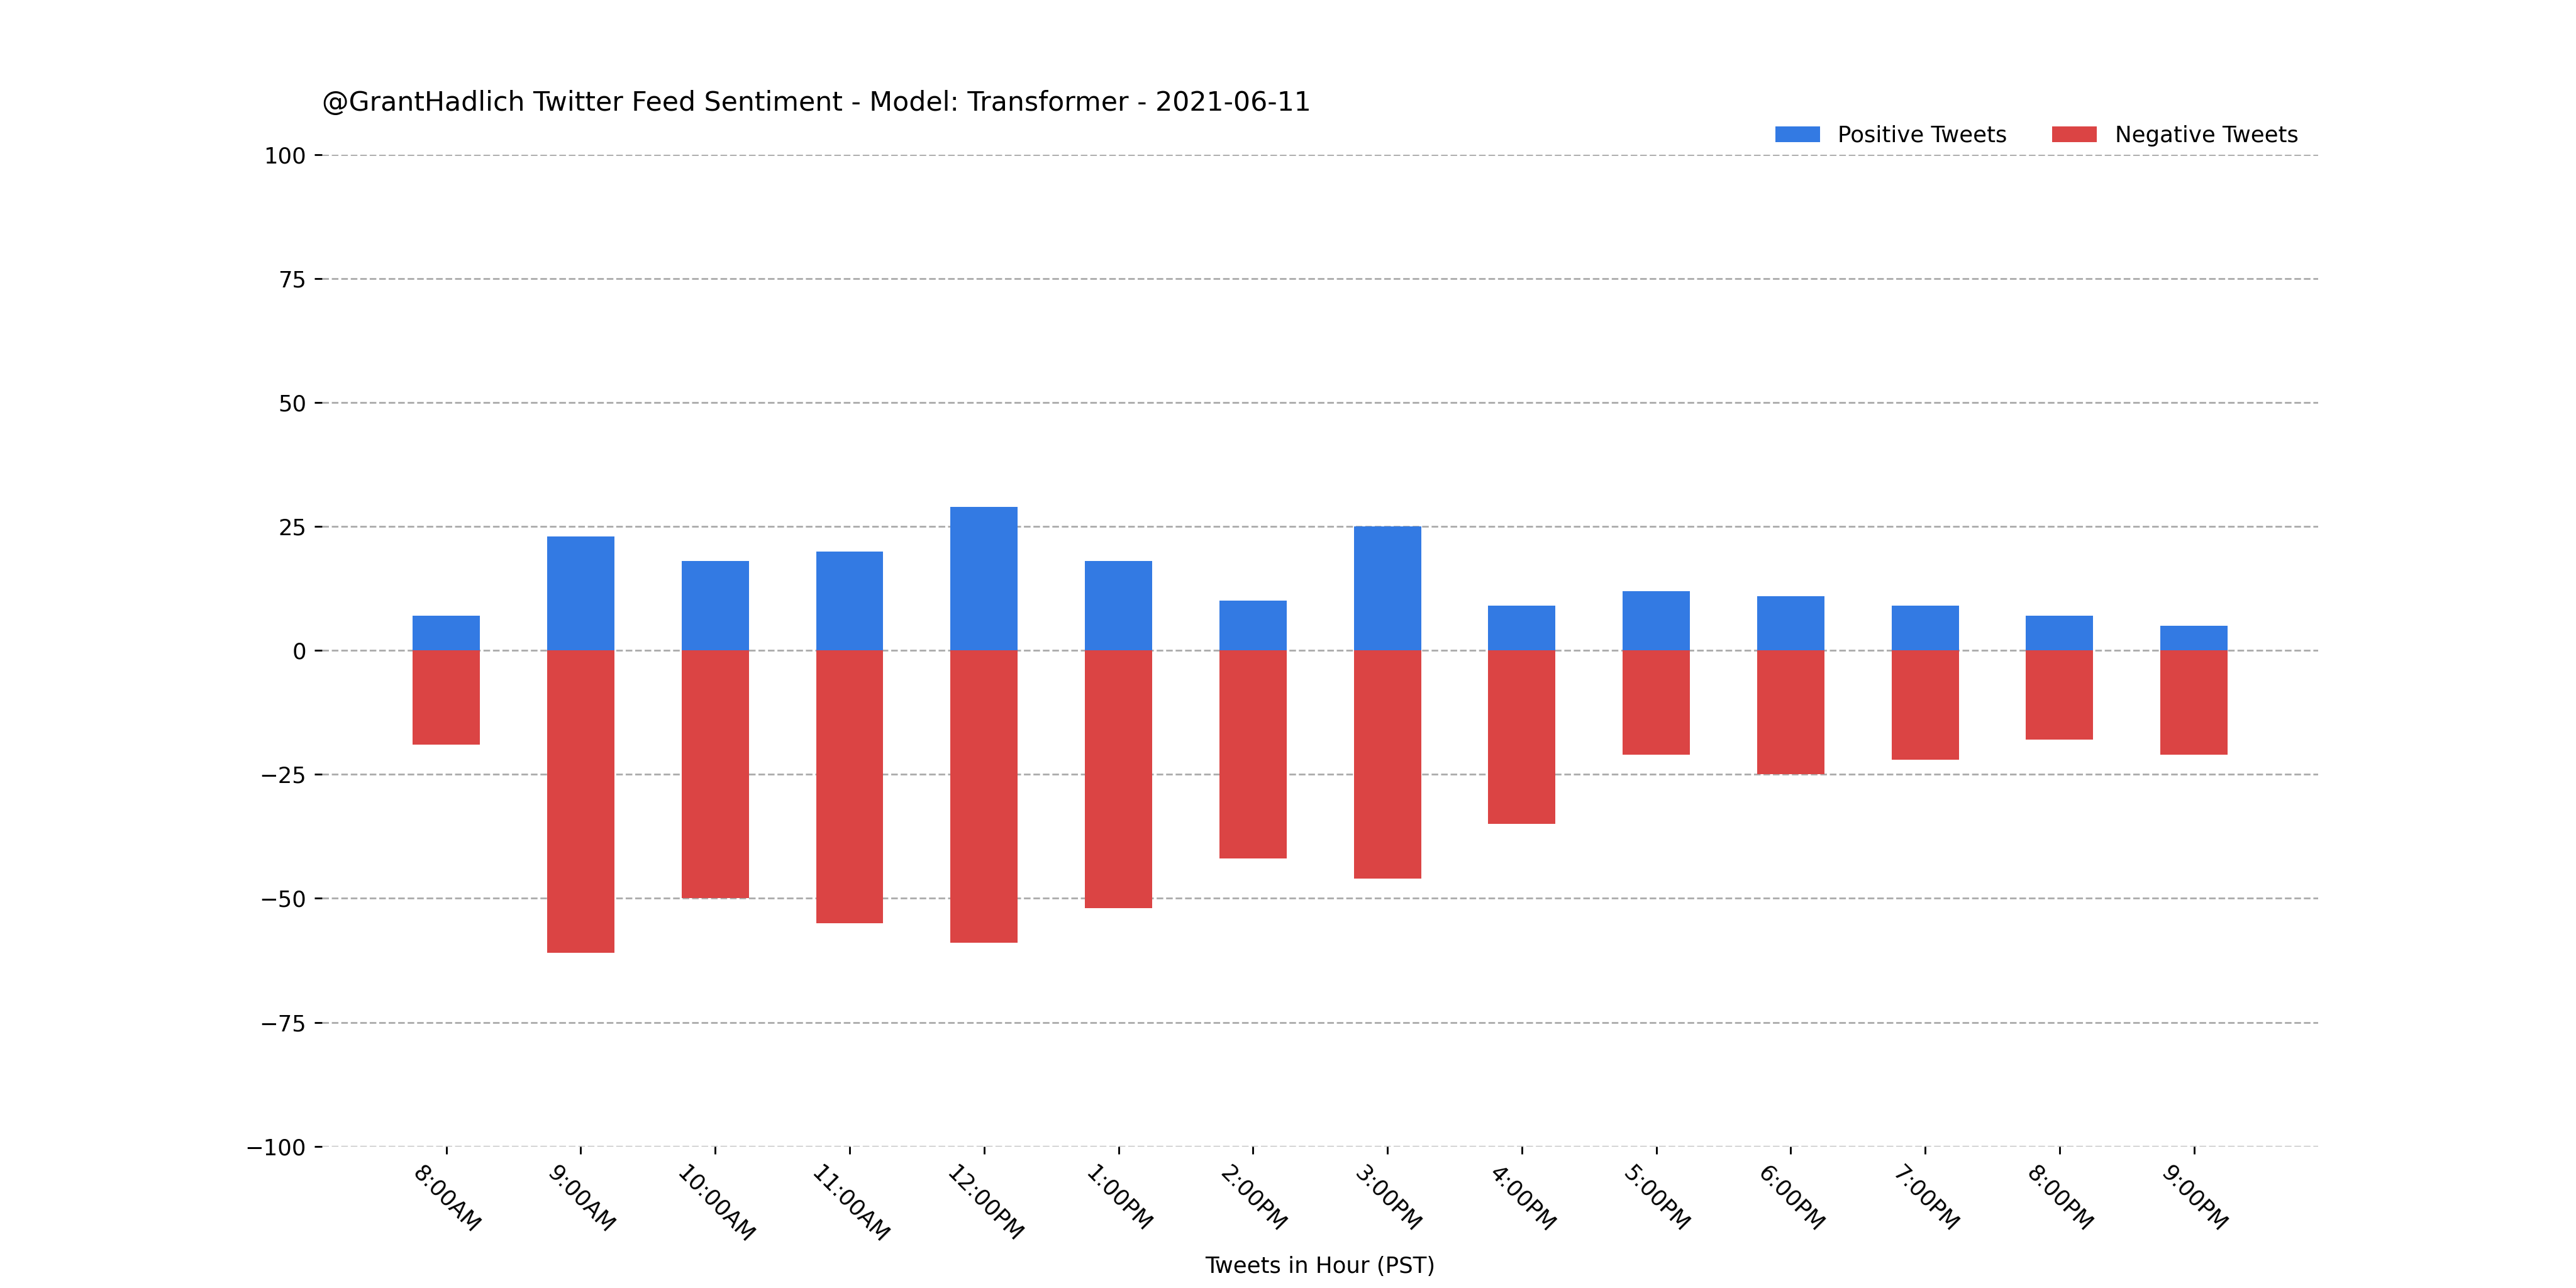 @GrantHadlich Twitter Feed Sentiment - Model: Transformer - 2021-06-11
Positive Tweets
Negative Tweets
100
75
50
25
0
−25
−50
−75
−100
8:00AM
9:00AM
10:00AM
11:00AM
12:00PM
1:00PM
2:00PM
3:00PM
4:00PM
5:00PM
6:00PM
7:00PM
8:00PM
9:00PM
Tweets in Hour (PST)